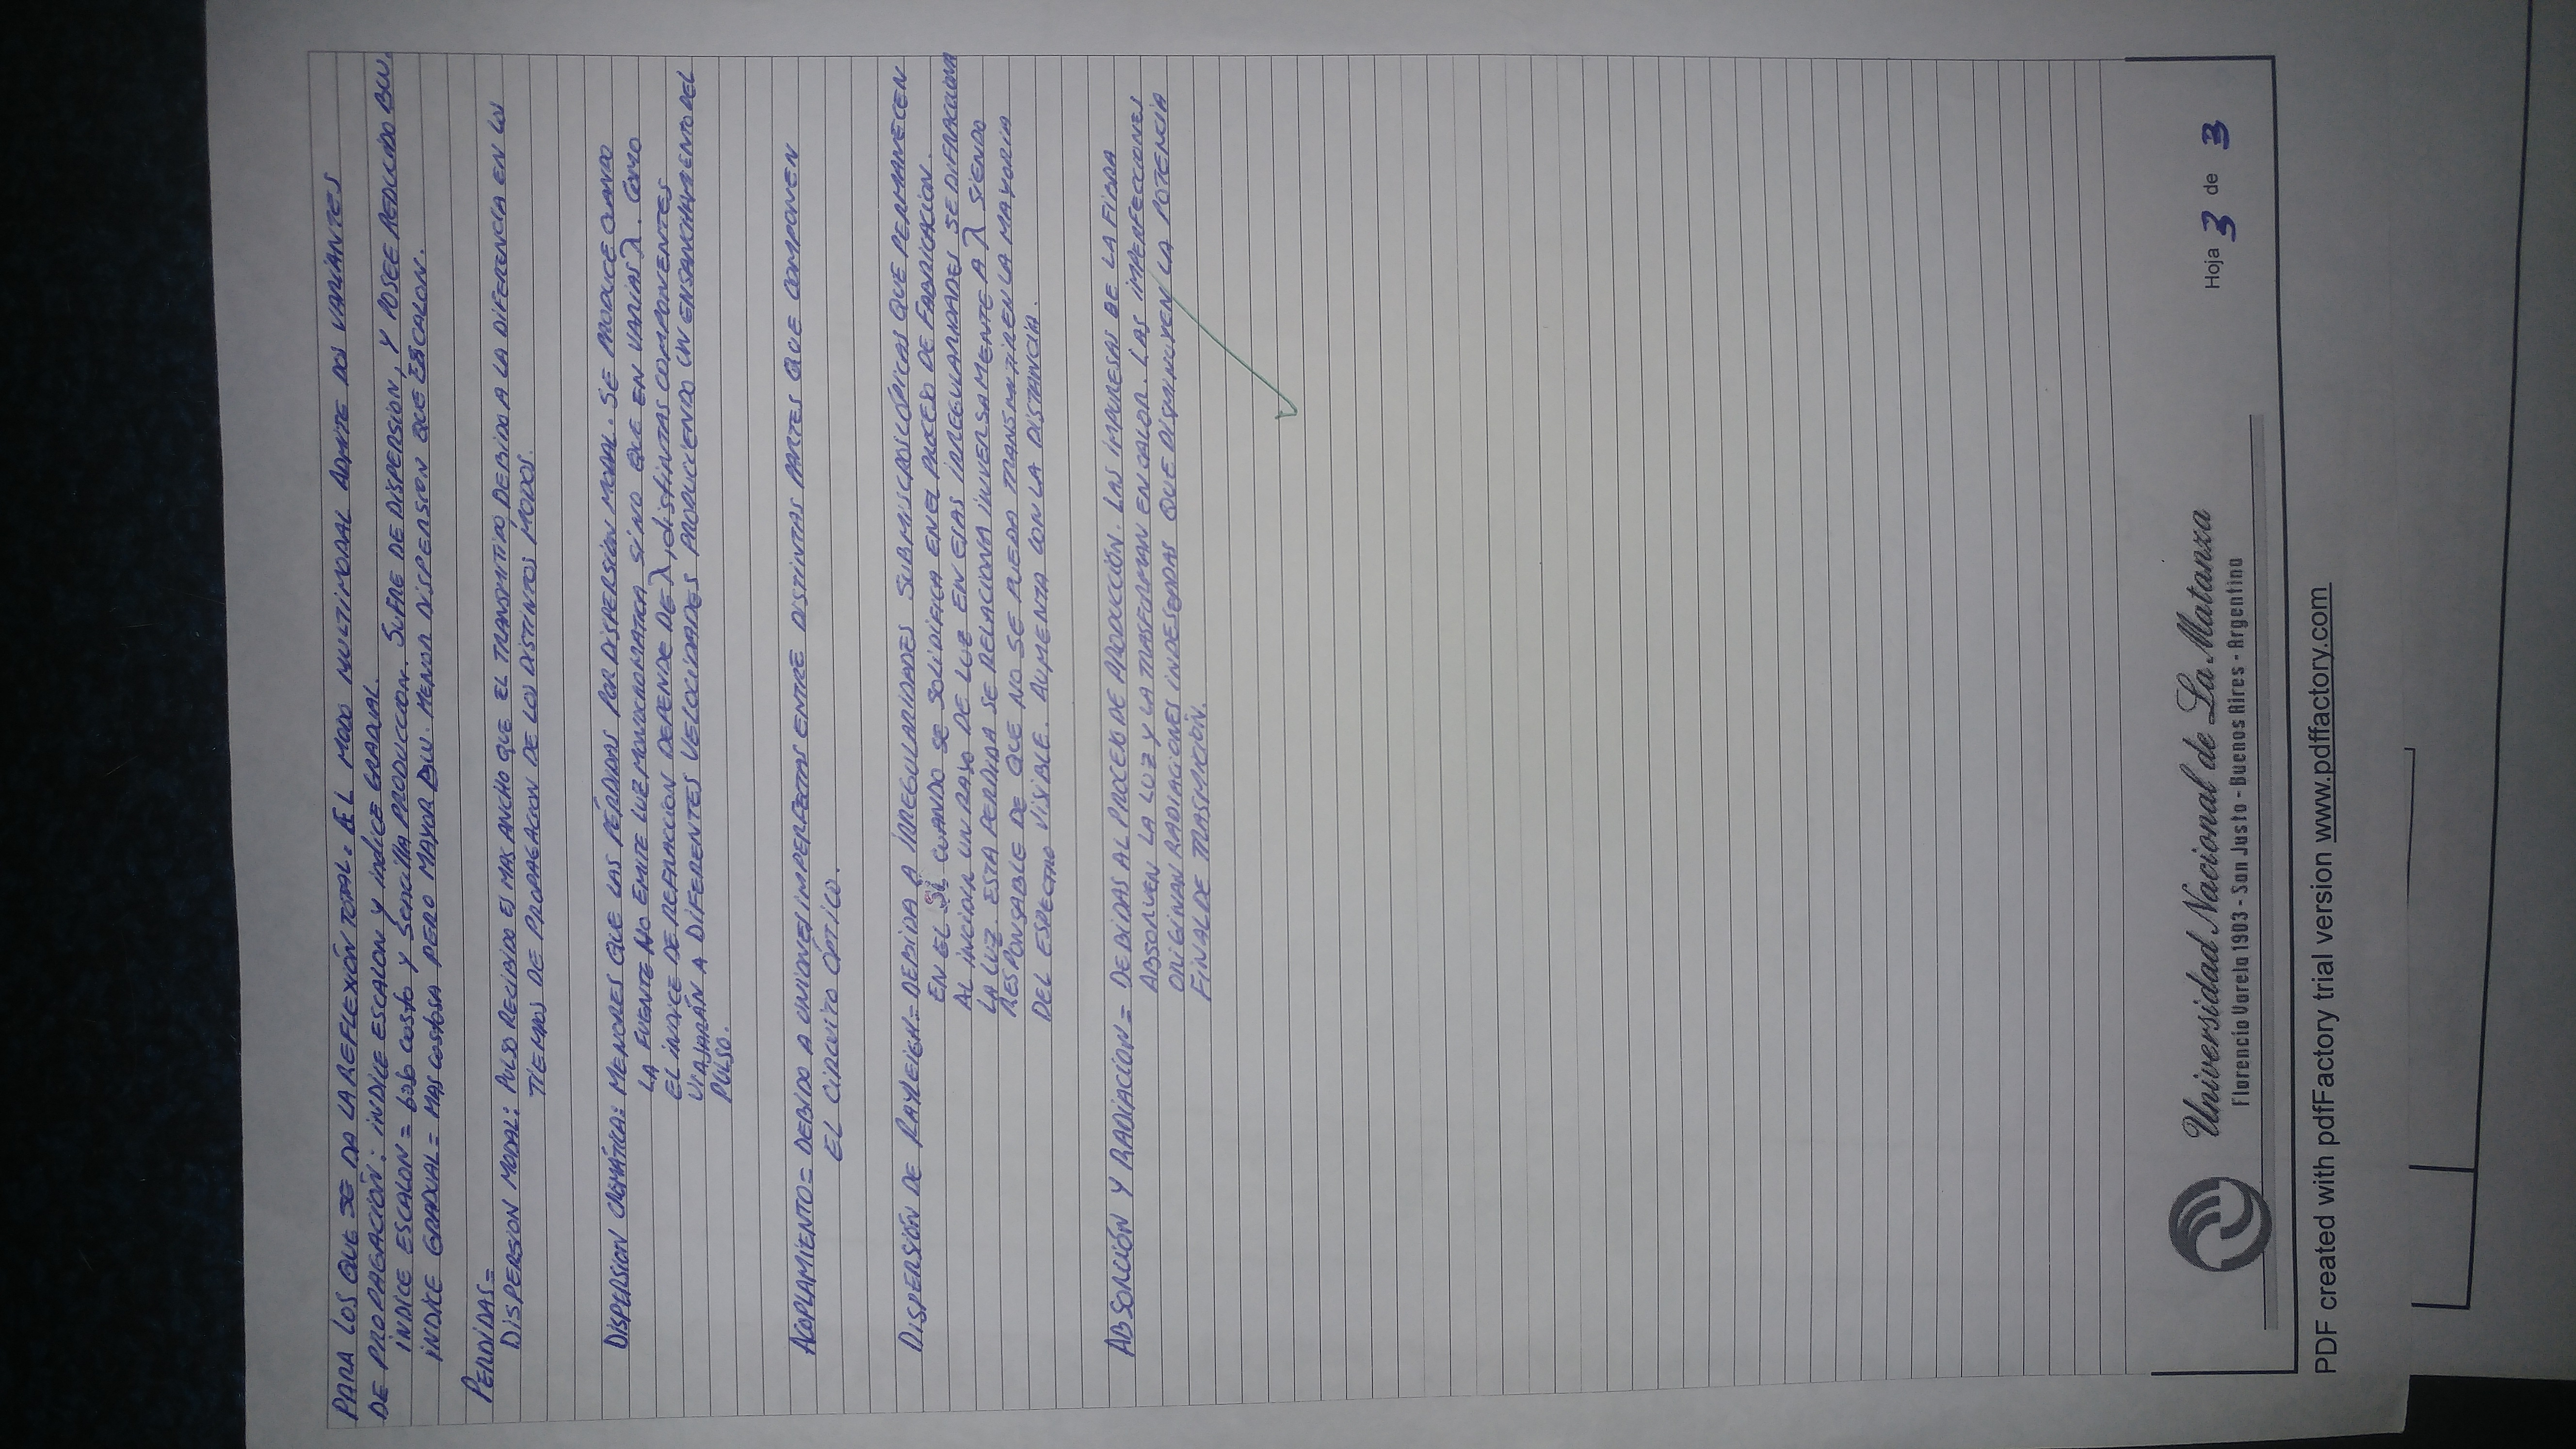 PARA LOS QUE SE DA LA REFLEXIÓN TOTAL. EL MODO MULTIMODAL ADMITE DOS VARIANTES
DE PROPAGACIÓN: INDICE ESCALON Y INDICE GRADUAL.
INDICE ESCALON = bajo costo Y SENCILLA PRODUCCION. SUFRE DE DISPERSION, Y POSEE REDUCIDO BW.
INDICE GRADUAL = MAS COSTOSA PERO MAYOR BW. MENOR DISPERSION QUE ESCALON.
PERDIDAS =
DISPERSION MODAL: PULSO RECIBIDO ES MAS ANCHO QUE EL TRANSMITIDO, DEBIDO A LA DIFERENCIA EN LOS
TIEMPOS DE PROPAGACION DE LOS DISTINTOS MODOS.
DISPERSION CROMÁTICA: MENORES QUE LAS PÉRDIDAS POR DISPERSION MODAL. SE PRODUCE CUANDO
LA FUENTE NO EMITE LUZ MONOCROMATICA SINO QUE EN VARIAS λ. COMO
EL ÍNDICE DE REFRACCION DEPENDE DE λ, DISTINTAS COMPONENTES
VIAJARÁN A DIFERENTES VELOCIDADES PRODUCIENDO UN ENSANCHAMIENTO DEL
PULSO.
ACOPLAMIENTO = DEBIDO A UNIONES IMPERFECTAS ENTRE DISTINTAS PARTES QUE COMPONEN
EL CIRCUITO ÓPTICO.
DISPERSIÓN DE RAYLEIGH = DEBIDA A IRREGULARIDADES SUBMISCROSCÓPICAS QUE PERMANECEN
EN EL Si CUANDO SE SOLIDIFICA EN EL PROCESO DE FABRICACION.
AL INCIDIR UN RAYO DE LUZ EN ESAS IRREGULARIDADES SE DIFRACCIONA
LA LUZ. ESTA PERDIDA SE RELACIONA INVERSAMENTE A λ SIENDO
RESPONSABLE DE QUE NO SE PUEDA TRANSMITIR EN LA MAYORIA
DEL ESPECTRO VISIBLE. AUMENTA CON LA DISTANCIA.
ABSORCIÓN Y RADIACION = DEBIDAS AL PROCESO DE PRODUCCIÓN. LAS IMPURESAS DE LA FIBRA
ABSORVEN LA LUZ Y LA TRASFORMAN EN CALOR. LAS IMPERFECCIONES
ORIGINAN RADIACIONES INDESEADAS QUE DISMINUYEN LA POTENCIA
FINAL DE TRASMICIÓN.
Universidad Nacional de La Matanza
Florencio Varela 1903 - San Justo - Buenos Aires - Argentina
Hoja 3 de 3
PDF created with pdfFactory trial version www.pdffactory.com